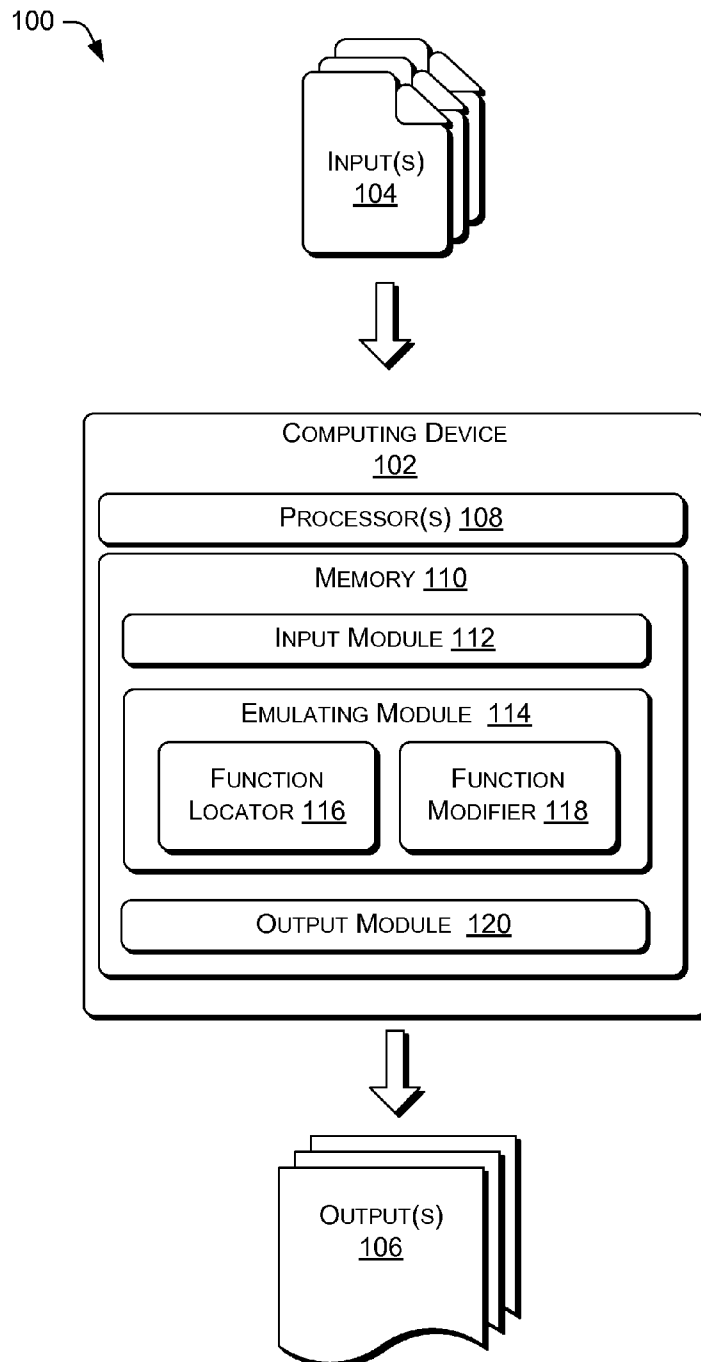 100
INPUT(S)
104
COMPUTING DEVICE
102
PROCESSOR(S) 108
MEMORY 110
INPUT MODULE 112
EMULATING MODULE 114
FUNCTION
LOCATOR 116
FUNCTION
MODIFIER 118
OUTPUT MODULE 120
OUTPUT(S)
106